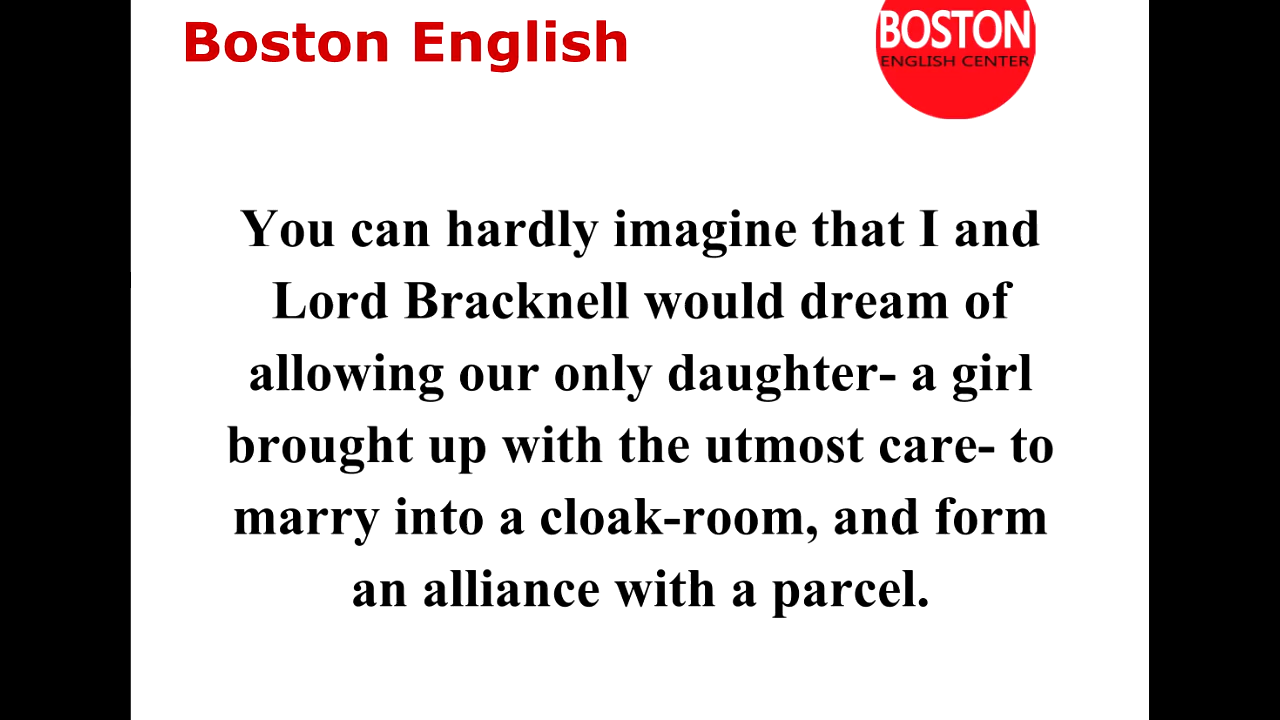 Boston English
BOSTON
ENGLISH CENTER
You can hardly imagine that I and
Lord Bracknell would dream of
allowing our only daughter- a girl
brought up with the utmost care- to
marry into a cloak-room, and form
an alliance with a parcel.